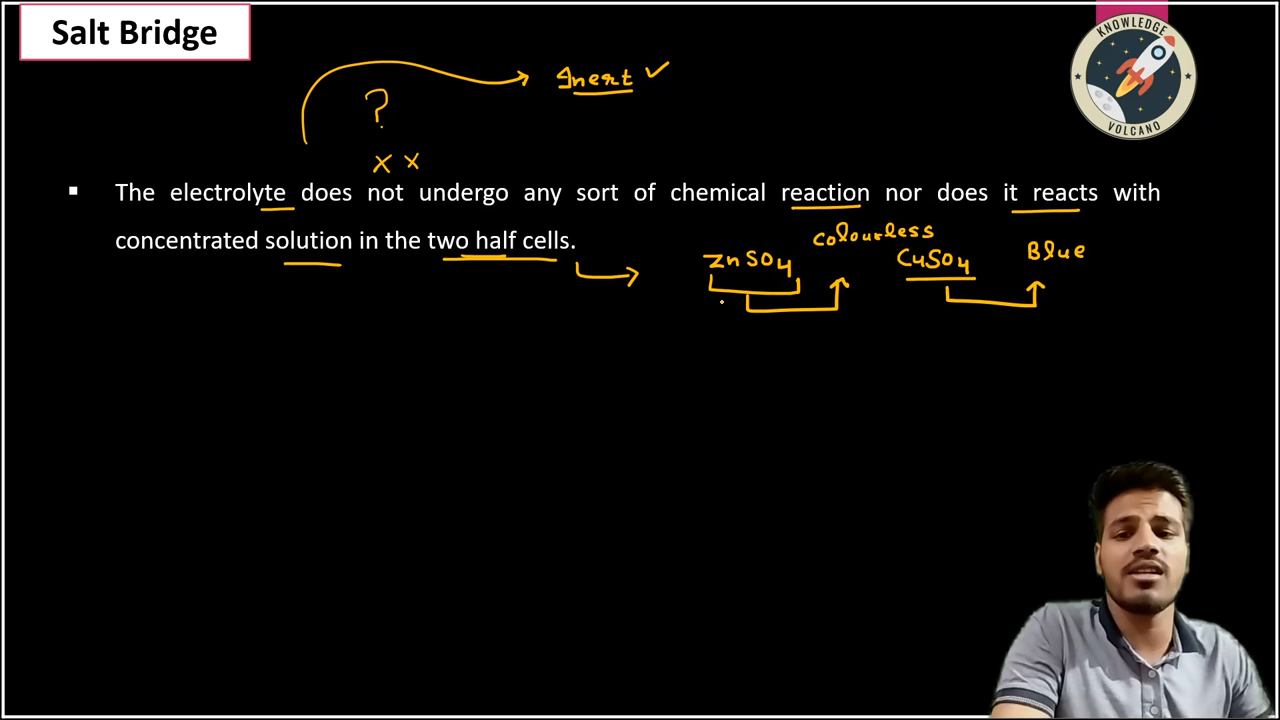 Salt Bridge
KNOWLEDGE
VOLCANO
Inert ✓
?
x x
▪ The electrolyte does not undergo any sort of chemical reaction nor does it reacts with
concentrated solution in the two half cells.
colourless
ZnSO4 CuSO4 Blue